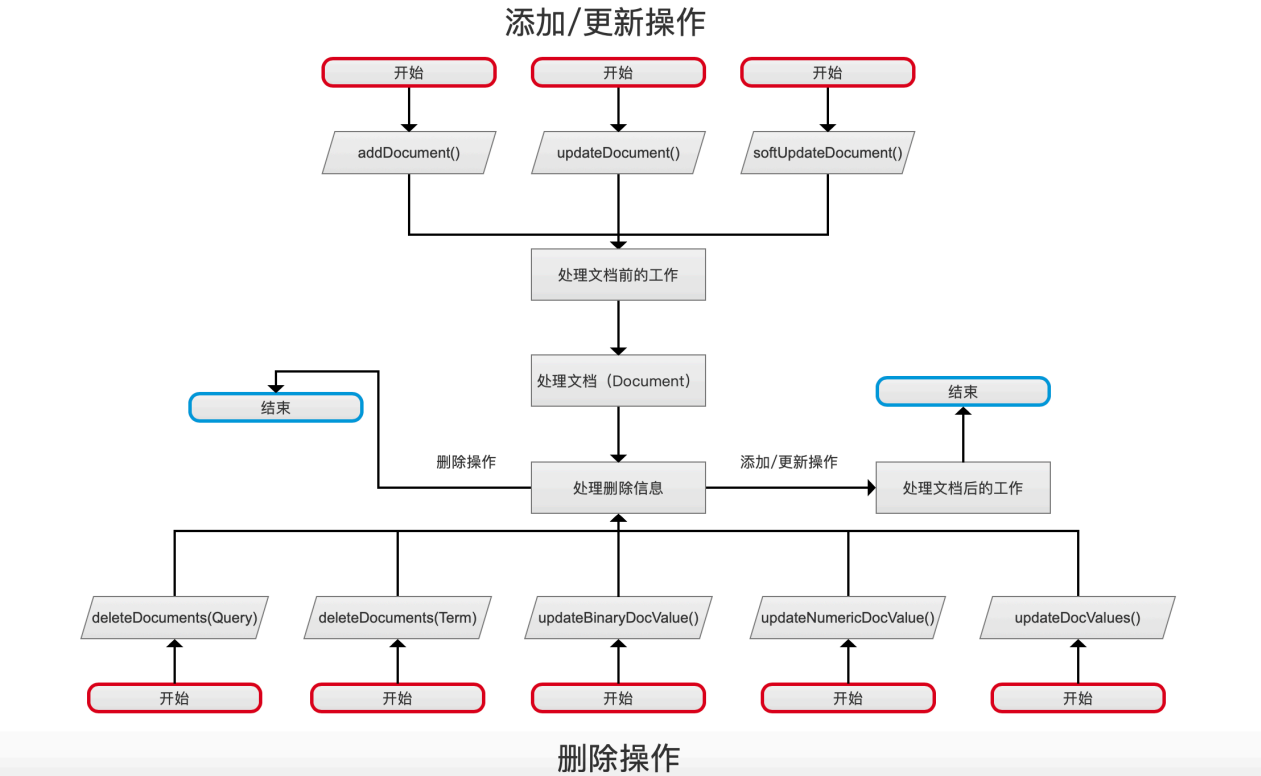 添加/更新操作
开始
开始
开始
addDocument()
updateDocument()
softUpdateDocument()
处理文档前的工作
处理文档（Document）
结束
结束
删除操作
添加/更新操作
处理删除信息
处理文档后的工作
deleteDocuments(Query)
deleteDocuments(Term)
updateBinaryDocValue()
updateNumericDocValue()
updateDocValues()
开始
开始
开始
开始
开始
删除操作